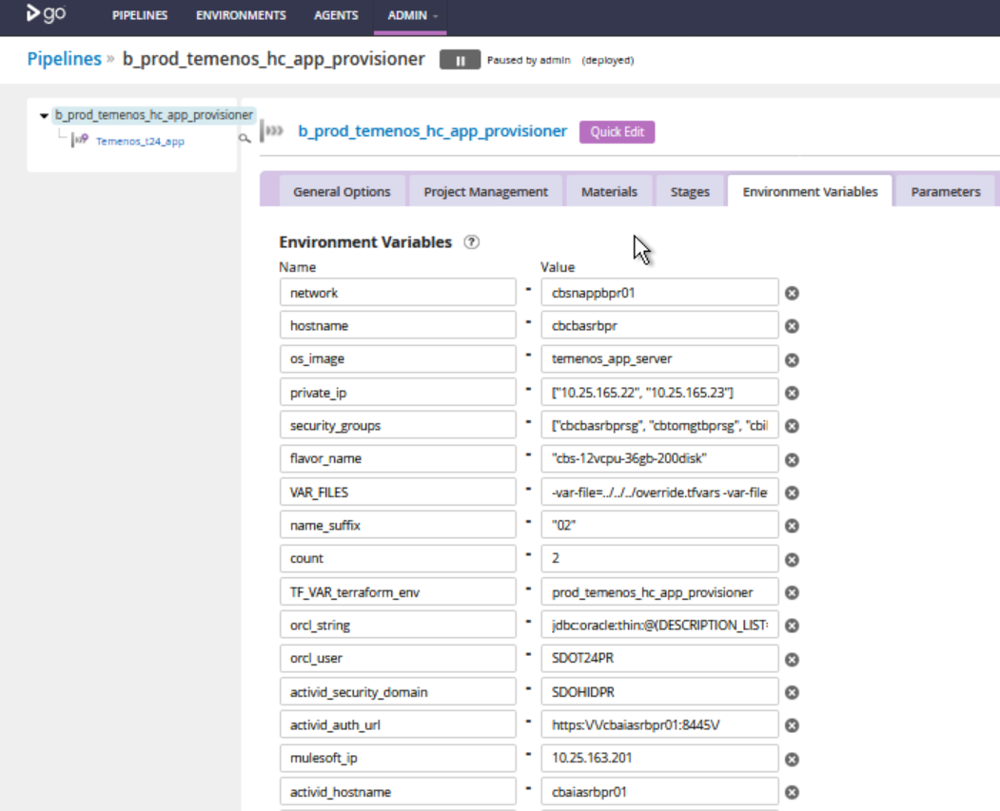 go PIPELINES ENVIRONMENTS AGENTS ADMIN
Pipelines » b_prod_temenos_hc_app_provisioner Paused by admin (deployed)
b_prod_temenos_hc_app_provisioner
Temenos_t24_app
b_prod_temenos_hc_app_provisioner Quick Edit
General Options Project Management Materials Stages Environment Variables Parameters
Environment Variables ?
Name Value
network - cbsnappbpr01
hostname - cbcbasrbpr
os_image - temenos_app_server
private_ip - ["10.25.165.22", "10.25.165.23"]
security_groups - ["cbcbasrbprsg", "cbtomgtbprsg", "cbi
flavor_name - "cbs-12vcpu-36gb-200disk"
VAR_FILES - -var-file=../../../override.tfvars -var-file
name_suffix - "02"
count - 2
TF_VAR_terraform_env - prod_temenos_hc_app_provisioner
orcl_string - jdbc:oracle:thin:@(DESCRIPTION_LIST=
orcl_user - SDOT24PR
activid_security_domain - SDOHIDPR
activid_auth_url - https:\/\/cbaiasrbpr01:8445\/
mulesoft_ip - 10.25.163.201
activid_hostname - cbaiasrbpr01